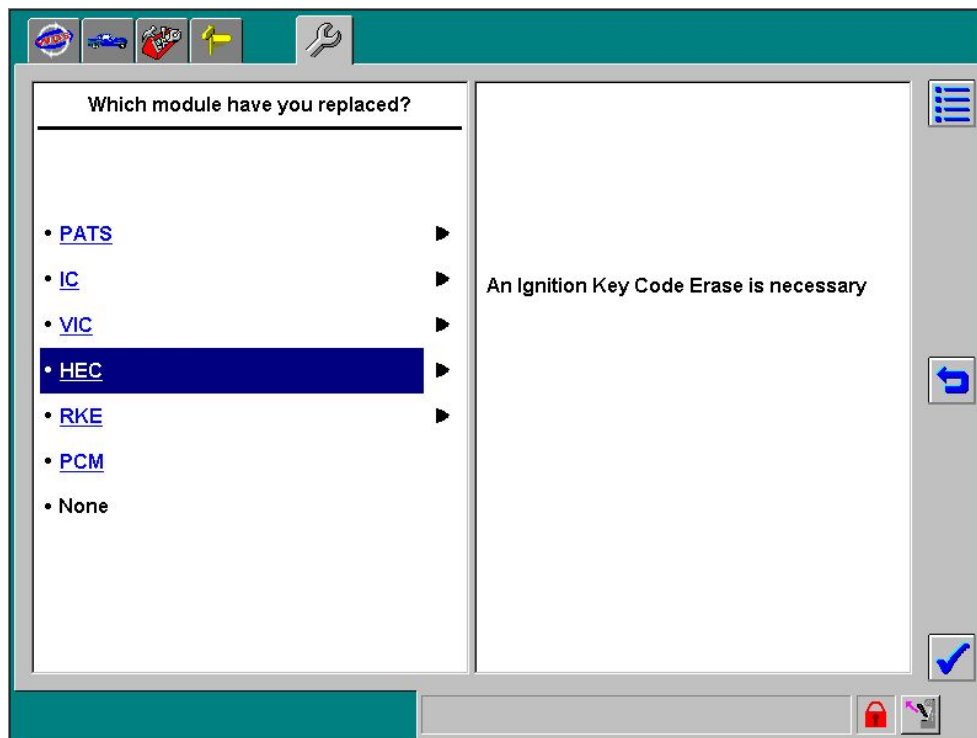 WDS
Which module have you replaced?
• PATS
• IC
• VIC
• HEC
• RKE
• PCM
• None
An Ignition Key Code Erase is necessary